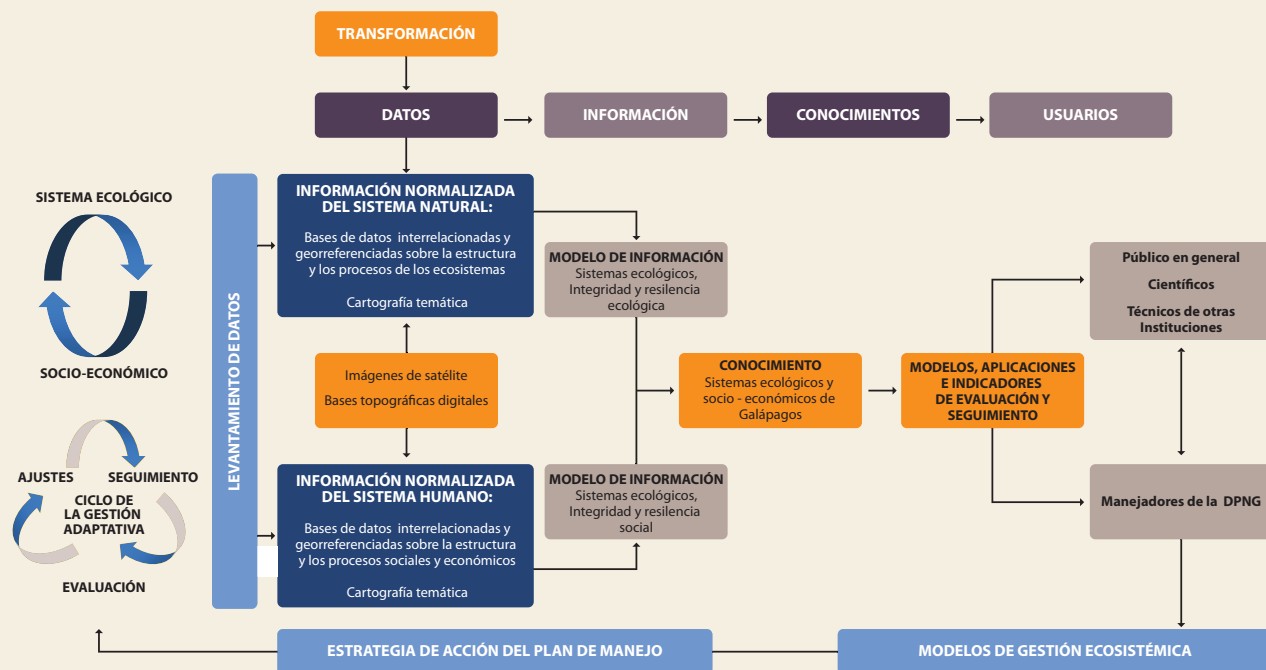 TRANSFORMACIÓN
DATOS
INFORMACIÓN
CONOCIMIENTOS
USUARIOS
SISTEMA ECOLÓGICO
SOCIO-ECONÓMICO
AJUSTES
SEGUIMIENTO
CICLO DE
LA GESTIÓN
ADAPTATIVA
EVALUACIÓN
LEVANTAMIENTO DE DATOS
INFORMACIÓN NORMALIZADA
DEL SISTEMA NATURAL:
Bases de datos interrelacionadas y
georreferenciadas sobre la estructura
y los procesos de los ecosistemas
Cartografía temática
Imágenes de satélite
Bases topográficas digitales
INFORMACIÓN NORMALIZADA
DEL SISTEMA HUMANO:
Bases de datos interrelacionadas y
georreferenciadas sobre la estructura
y los procesos sociales y económicos
Cartografía temática
MODELO DE INFORMACIÓN
Sistemas ecológicos,
Integridad y resilencia
ecológica
MODELO DE INFORMACIÓN
Sistemas ecológicos,
Integridad y resilencia
social
CONOCIMIENTO
Sistemas ecológicos y
socio - económicos de
Galápagos
MODELOS, APLICACIONES
E INDICADORES
DE EVALUACIÓN Y
SEGUIMIENTO
Público en general
Científicos
Técnicos de otras
Instituciones
Manejadores de la DPNG
ESTRATEGIA DE ACCIÓN DEL PLAN DE MANEJO
MODELOS DE GESTIÓN ECOSISTÉMICA